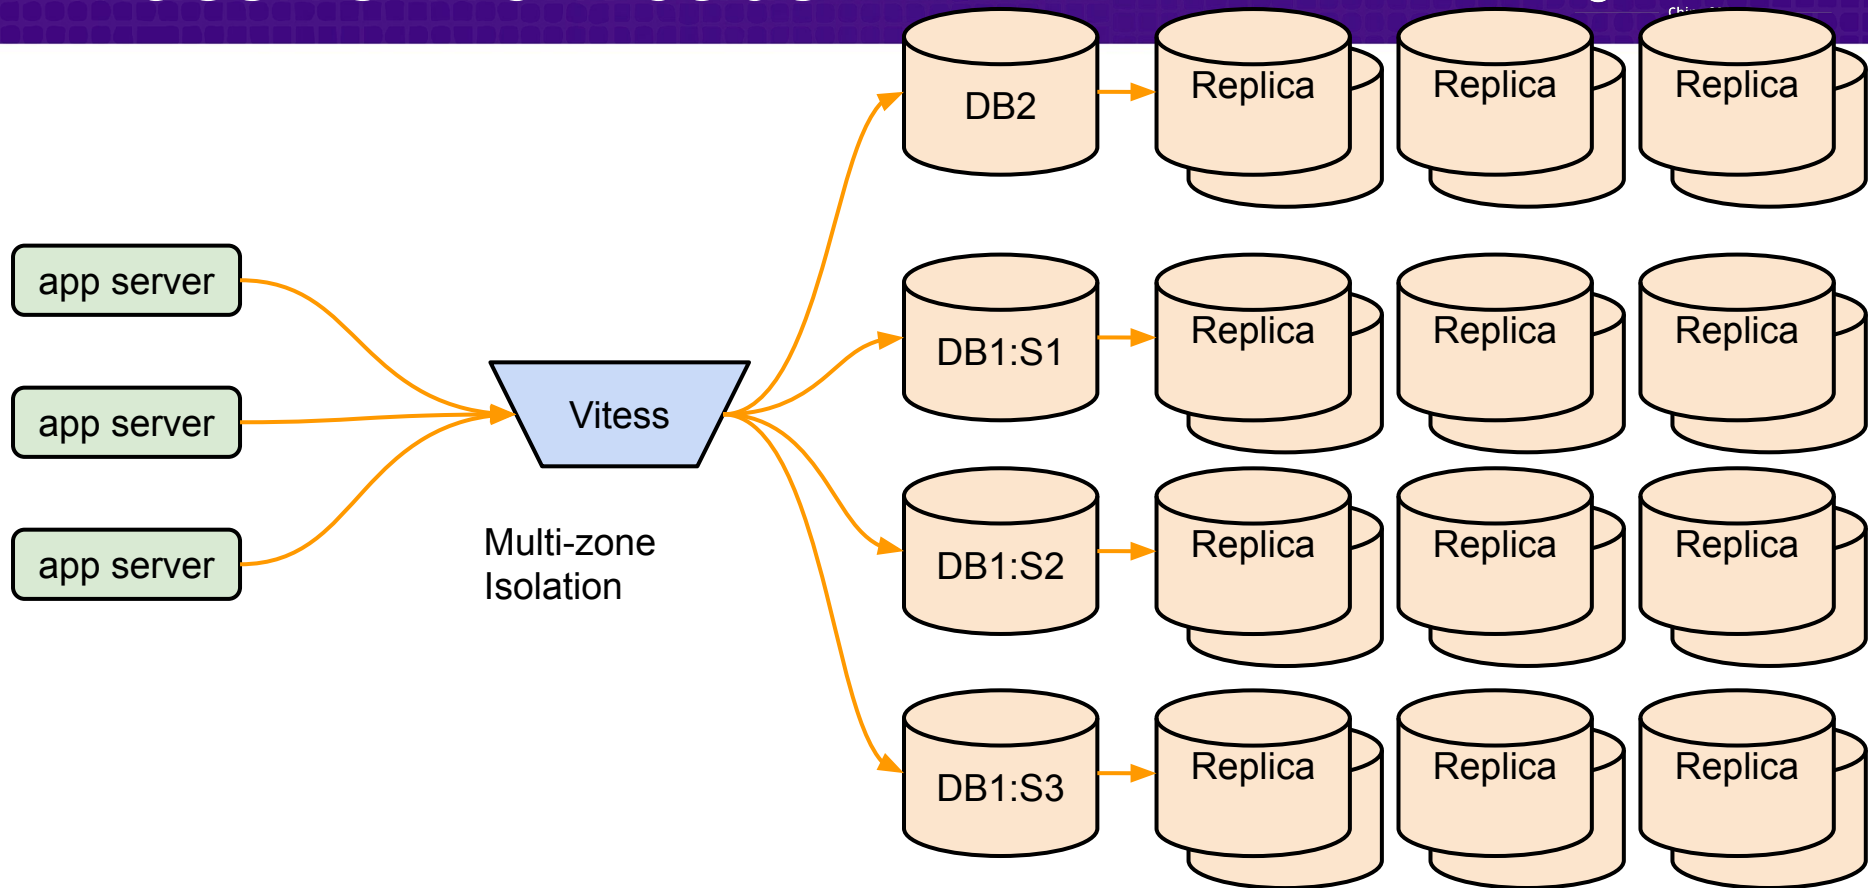 DB2
Replica
Replica
Replica
app server
app server
app server
Vitess
Multi-zone
Isolation
DB1:S1
Replica
Replica
Replica
DB1:S2
Replica
Replica
Replica
DB1:S3
Replica
Replica
Replica